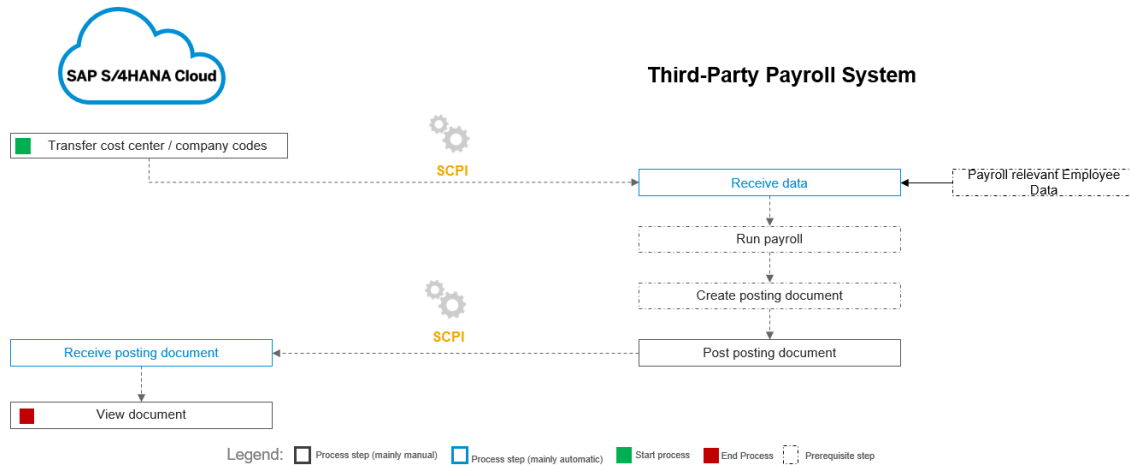 SAP S/4HANA Cloud
Third-Party Payroll System
Transfer cost center / company codes
SCPI
Receive data
Payroll relevant Employee
Data
Run payroll
Create posting document
SCPI
Receive posting document
Post posting document
View document
Legend:
Process step (mainly manual)
Process step (mainly automatic)
Start process
End Process
Prerequisite step